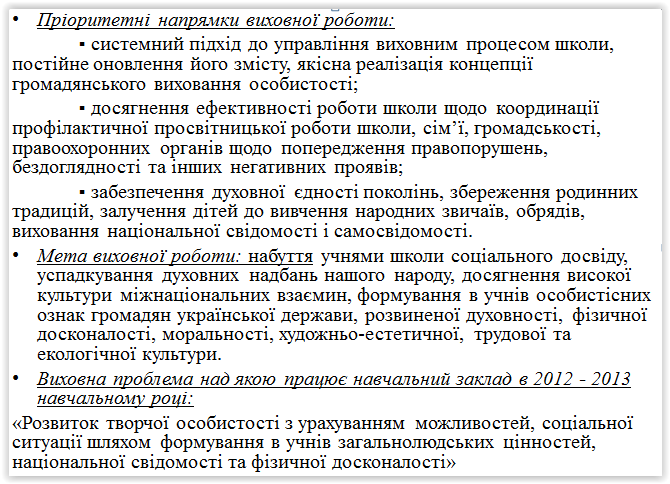 • Пріоритетні напрямки виховної роботи:
▪ системний підхід до управління виховним процесом школи,
постійне оновлення його змісту, якісна реалізація концепції
громадянського виховання особистості;
▪ досягнення ефективності роботи школи щодо координації
профілактичної просвітницької роботи школи, сім’ї, громадськості,
правоохоронних органів щодо попередження правопорушень,
бездоглядності та інших негативних проявів;
▪ забезпечення духовної єдності поколінь, збереження родинних
традицій, залучення дітей до вивчення народних звичаїв, обрядів,
виховання національної свідомості і самосвідомості.
• Мета виховної роботи: набуття учнями школи соціального досвіду,
успадкування духовних надбань нашого народу, досягнення високої
культури міжнаціональних взаємин, формування в учнів особистісних
ознак громадян української держави, розвиненої духовності, фізичної
досконалості, моральності, художньо-естетичної, трудової та
екологічної культури.
• Виховна проблема над якою працює навчальний заклад в 2012 - 2013
навчальному році:
«Розвиток творчої особистості з урахуванням можливостей, соціальної
ситуації шляхом формування в учнів загальнолюдських цінностей,
національної свідомості та фізичної досконалості»